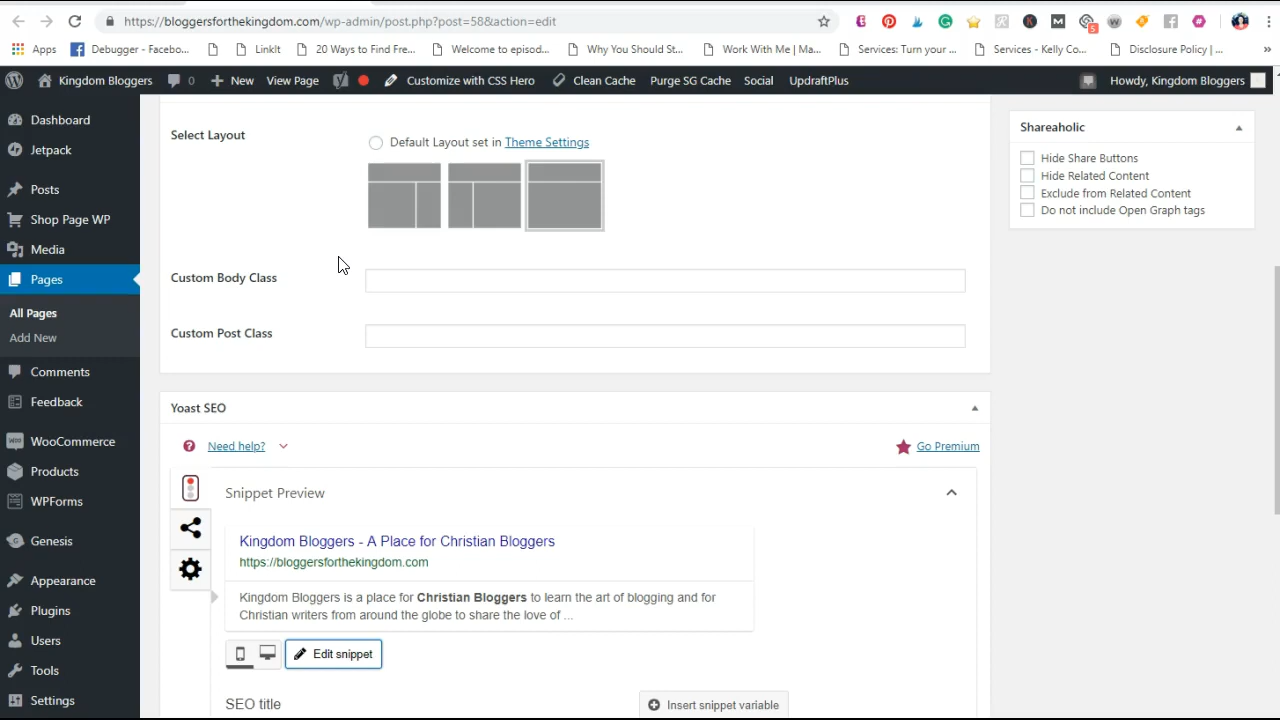 https://bloggersforthekingdom.com/wp-admin/post.php?post=58&action=edit
Apps
Debugger - Facebo...
LinkIt
20 Ways to Find Fre...
Welcome to episod...
Why You Should St...
Work With Me | Ma...
Services: Turn your ...
Services - Kelly Co...
Disclosure Policy | ...
»
Kingdom Bloggers
0
New
View Page
Customize with CSS Hero
Clean Cache
Purge SG Cache
Social
UpdraftPlus
Howdy, Kingdom Bloggers
Dashboard
Jetpack
Posts
Shop Page WP
Media
Pages
All Pages
Add New
Comments
Feedback
WooCommerce
Products
WPForms
Genesis
Appearance
Plugins
Users
Tools
Settings
Select Layout
Default Layout set in Theme Settings
Custom Body Class
Custom Post Class
Yoast SEO
Need help?
Go Premium
Snippet Preview
Kingdom Bloggers - A Place for Christian Bloggers
https://bloggersforthekingdom.com
Kingdom Bloggers is a place for Christian Bloggers to learn the art of blogging and for
Christian writers from around the globe to share the love of ...
Edit snippet
SEO title
Insert snippet variable
Shareaholic
Hide Share Buttons
Hide Related Content
Exclude from Related Content
Do not include Open Graph tags